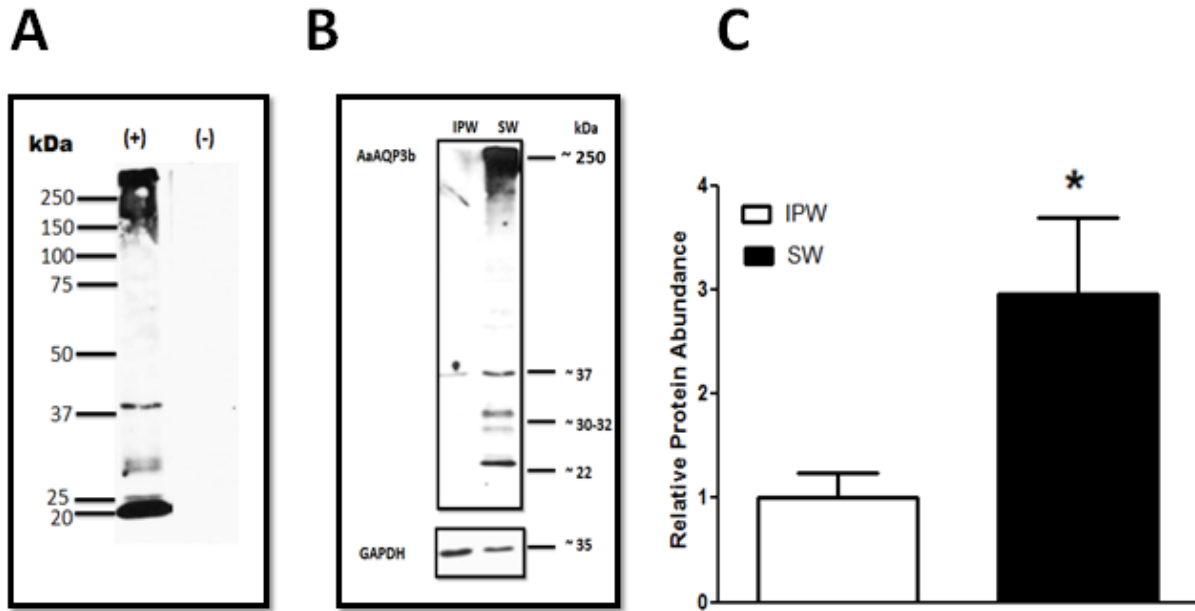 A
B
C
kDa (+) (-)
250
150
100
75
50
37
25
20
IPW SW kDa
AaAQP3b
~ 250
~ 37
~ 30-32
~ 22
GAPDH
~ 35
Relative Protein Abundance
4
3
2
1
0
IPW
SW
*